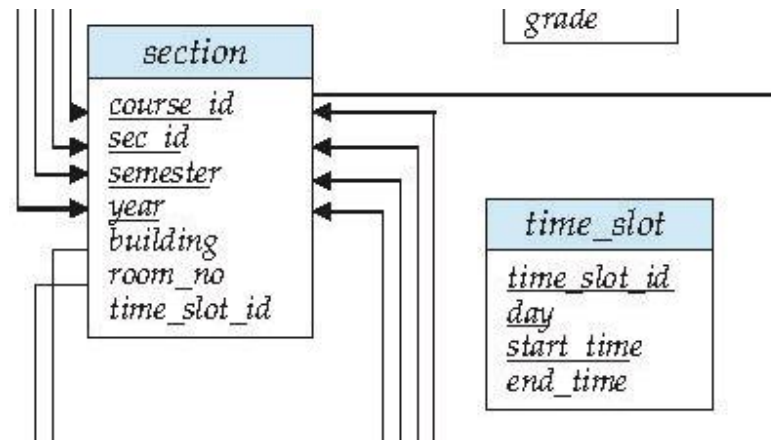 grade
section
course_id
sec_id
semester
year
building
room_no
time_slot_id
time_slot
time_slot_id
day
start_time
end_time